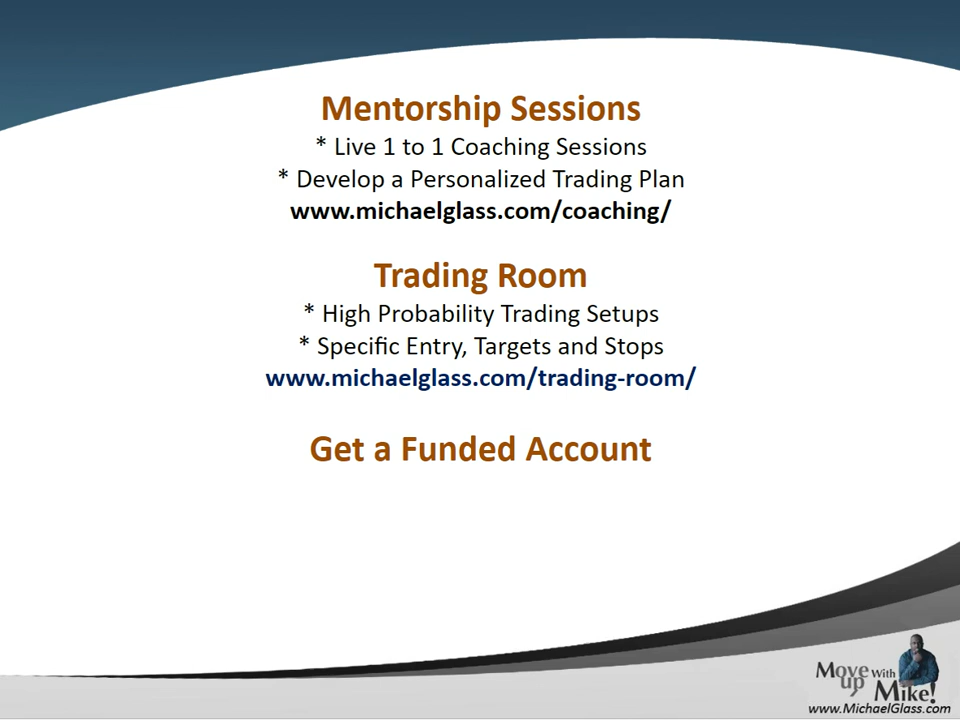 Mentorship Sessions
* Live 1 to 1 Coaching Sessions
* Develop a Personalized Trading Plan
www.michaelglass.com/coaching/
Trading Room
* High Probability Trading Setups
* Specific Entry, Targets and Stops
www.michaelglass.com/trading-room/
Get a Funded Account
Move up With Mike!
www.MichaelGlass.com